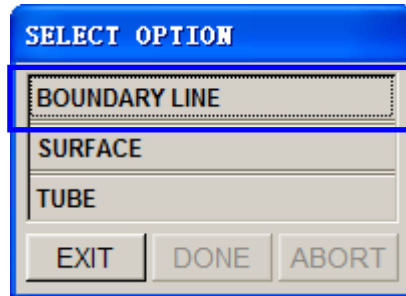 SELECT OPTION
BOUNDARY LINE
SURFACE
TUBE
EXIT DONE ABORT